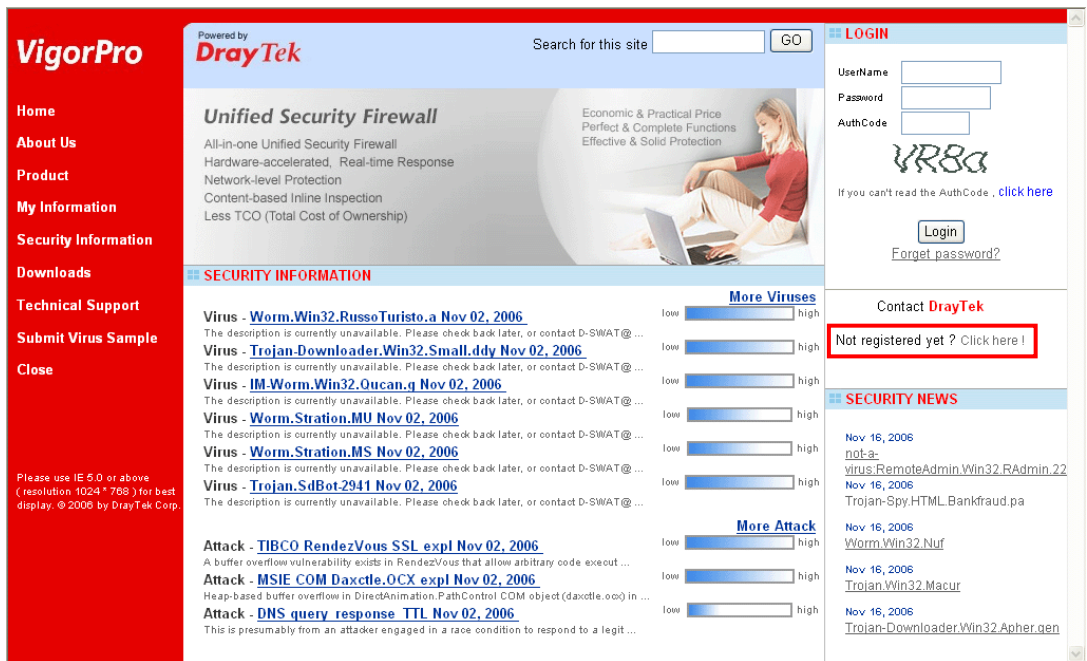 VigorPro
Home
About Us
Product
My Information
Security Information
Downloads
Technical Support
Submit Virus Sample
Close
Please use IE 5.0 or above
( resolution 1024 * 768 ) for best
display. © 2006 by DrayTek Corp.
Powered by
DrayTek
Search for this site
GO
Unified Security Firewall
All-in-one Unified Security Firewall
Hardware-accelerated, Real-time Response
Network-level Protection
Content-based Inline Inspection
Less TCO (Total Cost of Ownership)
Economic & Practical Price
Perfect & Complete Functions
Effective & Solid Protection
SECURITY INFORMATION
More Viruses
Virus - Worm.Win32.RussoTuristo.a Nov 02, 2006
low high
The description is currently unavailable. Please check back later, or contact D-SWAT@ ...
Virus - Trojan-Downloader.Win32.Small.ddy Nov 02, 2006
low high
The description is currently unavailable. Please check back later, or contact D-SWAT@ ...
Virus - IM-Worm.Win32.Qucan.g Nov 02, 2006
low high
The description is currently unavailable. Please check back later, or contact D-SWAT@ ...
Virus - Worm.Stration.MU Nov 02, 2006
low high
The description is currently unavailable. Please check back later, or contact D-SWAT@ ...
Virus - Worm.Stration.MS Nov 02, 2006
low high
The description is currently unavailable. Please check back later, or contact D-SWAT@ ...
Virus - Trojan.SdBot-2941 Nov 02, 2006
low high
The description is currently unavailable. Please check back later, or contact D-SWAT@ ...
More Attack
Attack - TIBCO RendezVous SSL expl Nov 02, 2006
low high
A buffer overflow vulnerability exists in RendezVous that allow arbitrary code execut ...
Attack - MSIE COM Daxctle.OCX expl Nov 02, 2006
low high
Heap-based buffer overflow in DirectAnimation.PathControl COM object (daxctle.ocx) in ...
Attack - DNS query response TTL Nov 02, 2006
low high
This is presumably from an attacker engaged in a race condition to respond to a legit ...
LOGIN
UserName
Password
AuthCode
VR8a
If you can't read the AuthCode , click here
Login
Forget password?
Contact DrayTek
Not registered yet ? Click here !
SECURITY NEWS
Nov 16, 2006
not-a-
virus:RemoteAdmin.Win32.RAdmin.22
Nov 16, 2006
Trojan-Spy.HTML.Bankfraud.pa
Nov 16, 2006
Worm.Win32.Nuf
Nov 16, 2006
Trojan.Win32.Macur
Nov 16, 2006
Trojan-Downloader.Win32.Apher.gen